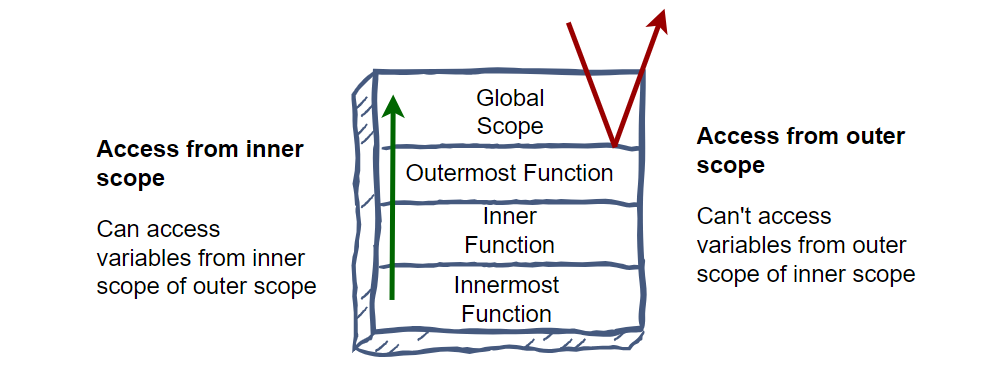 Access from inner
scope
Can access
variables from inner
scope of outer scope
Global
Scope
Outermost Function
Inner
Function
Innermost
Function
Access from outer
scope
Can't access
variables from outer
scope of inner scope